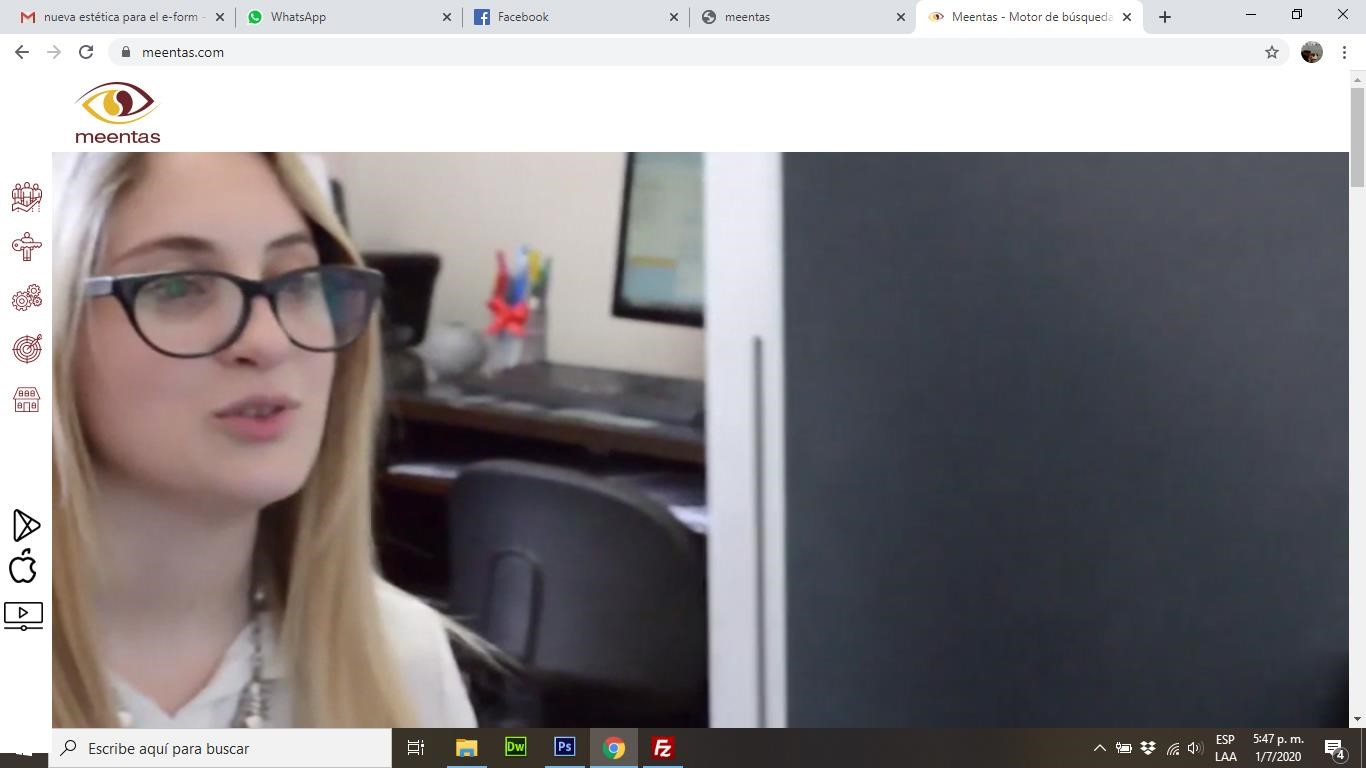 nueva estética para el e-form -
WhatsApp
Facebook
meentas
Meentas - Motor de búsqueda
meentas.com
meentas
Escribe aquí para buscar
Dw
Ps
Fz
ESP
LAA
5:47 p. m.
1/7/2020
4